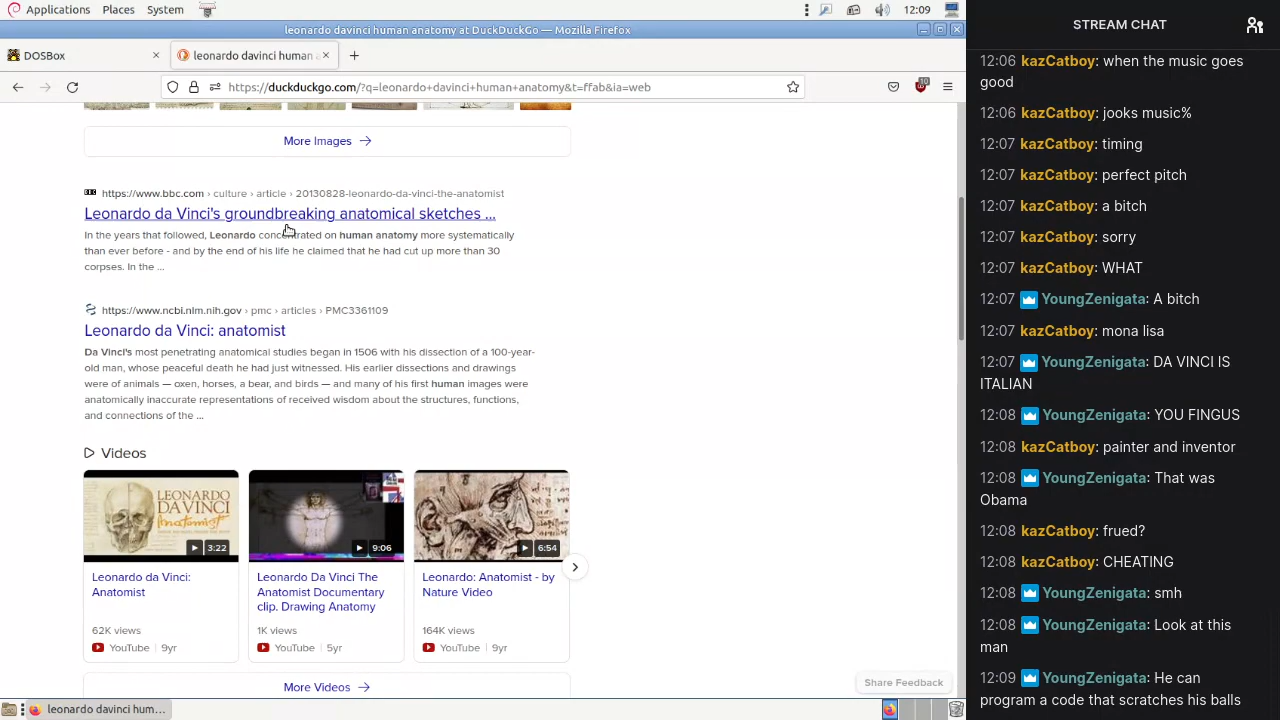 Applications Places System
12:09
leonardo davinci human anatomy at DuckDuckGo — Mozilla Firefox
DOSBox
leonardo davinci human
https://duckduckgo.com/?q=leonardo+davinci+human+anatomy&t=ffab&ia=web
10
More Images
BBC
https://www.bbc.com › culture › article › 20130828-leonardo-da-vinci-the-anatomist
Leonardo da Vinci's groundbreaking anatomical sketches ...
In the years that followed, Leonardo concentrated on human anatomy more systematically
than ever before - and by the end of his life he claimed that he had cut up more than 30
corpses. In the ...
https://www.ncbi.nlm.nih.gov › pmc › articles › PMC3361109
Leonardo da Vinci: anatomist
Da Vinci's most penetrating anatomical studies began in 1506 with his dissection of a 100-year-
old man, whose peaceful death he had just witnessed. His earlier dissections and drawings
were of animals — oxen, horses, a bear, and birds — and many of his first human images were
anatomically inaccurate representations of received wisdom about the structures, functions,
and connections of the ...
Videos
LEONARDO
DAVINCI
Anatomist
3:22
9:06
6:54
Leonardo da Vinci:
Anatomist
62K views
YouTube | 9yr
Leonardo Da Vinci The
Anatomist Documentary
clip. Drawing Anatomy
1K views
YouTube | 5yr
Leonardo: Anatomist - by
Nature Video
164K views
YouTube | 9yr
More Videos
Share Feedback
leonardo davinci hum...
STREAM CHAT
12:06 kazCatboy: when the music goes
good
12:06 kazCatboy: jooks music%
12:07 kazCatboy: timing
12:07 kazCatboy: perfect pitch
12:07 kazCatboy: a bitch
12:07 kazCatboy: sorry
12:07 kazCatboy: WHAT
12:07 YoungZenigata: A bitch
12:07 kazCatboy: mona lisa
12:07 YoungZenigata: DA VINCI IS
ITALIAN
12:08 YoungZenigata: YOU FINGUS
12:08 kazCatboy: painter and inventor
12:08 YoungZenigata: That was
Obama
12:08 kazCatboy: frued?
12:08 kazCatboy: CHEATING
12:08 YoungZenigata: smh
12:08 YoungZenigata: Look at this
man
12:09 YoungZenigata: He can
program a code that scratches his balls